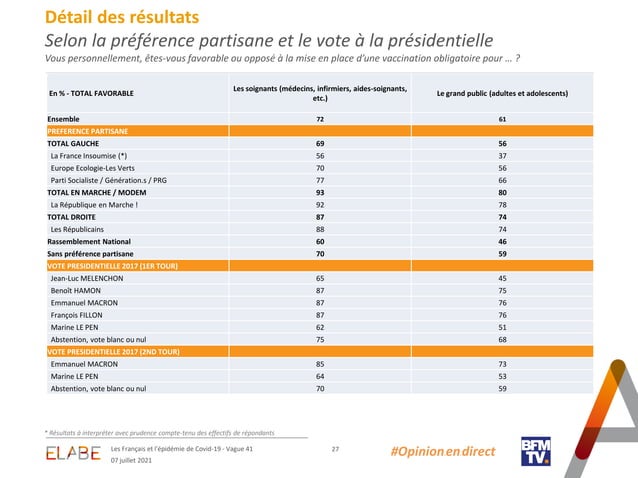 Détail des résultats
Selon la préférence partisane et le vote à la présidentielle
Vous personnellement, êtes-vous favorable ou opposé à la mise en place d'une vaccination obligatoire pour … ?
En % - TOTAL FAVORABLE
Les soignants (médecins, infirmiers, aides-soignants, etc.)
Le grand public (adultes et adolescents)
Ensemble 72 61
PREFERENCE PARTISANE
TOTAL GAUCHE 69 56
La France Insoumise (*) 56 37
Europe Ecologie-Les Verts 70 56
Parti Socialiste / Génération.s / PRG 77 66
TOTAL EN MARCHE / MODEM 93 80
La République en Marche ! 92 78
TOTAL DROITE 87 74
Les Républicains 88 74
Rassemblement National 60 46
Sans préférence partisane 70 59
VOTE PRESIDENTIELLE 2017 (1ER TOUR)
Jean-Luc MELENCHON 65 45
Benoît HAMON 87 75
Emmanuel MACRON 87 76
François FILLON 87 76
Marine LE PEN 62 51
Abstention, vote blanc ou nul 75 68
VOTE PRESIDENTIELLE 2017 (2ND TOUR)
Emmanuel MACRON 85 73
Marine LE PEN 64 53
Abstention, vote blanc ou nul 70 59
* Résultats à interpréter avec prudence compte-tenu des effectifs de répondants
ELABE
Les Français et l'épidémie de Covid-19 - Vague 41
07 juillet 2021
27
#Opinionendirect
BFM
TV.